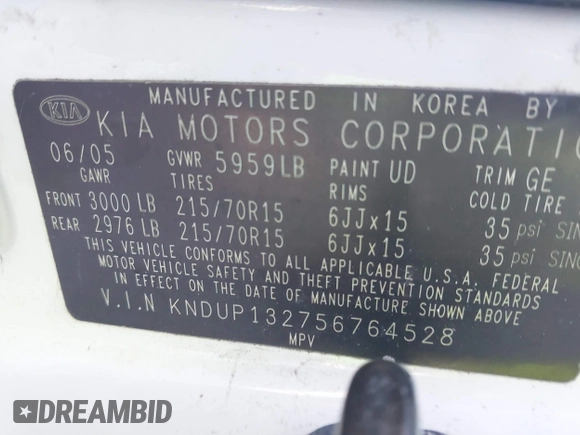 MANUFACTURED IN KOREA BY
KIA KIA MOTORS CORPORATIO
06/05 GVWR 5959LB PAINT UD TRIM GE
GAWR TIRES RIMS COLD TIRE
FRONT 3000 LB 215/70R15 6JJx15 35 psi SING
REAR 2976 LB 215/70R15 6JJx15 35 psi SING
THIS VEHICLE CONFORMS TO ALL APPLICABLE U.S.A. FEDERAL
MOTOR VEHICLE SAFETY AND THEFT PREVENTION STANDARDS
IN EFFECT ON THE DATE OF MANUFACTURE SHOWN ABOVE
V.I.N KNDUP132756764528
MPV
DREAMBID